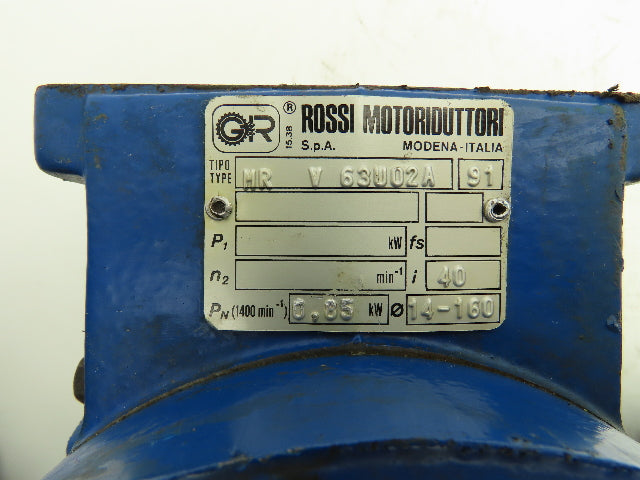 GR ® 15.38 ROSSI MOTORIDUTTORI
S.p.A. MODENA-ITALIA
TIPO
TYPE MR V 63U02A 91
P₁ kW fs
n₂ min⁻¹ i 40
P_N (1400 min⁻¹) 0,85 kW Ø 14-160